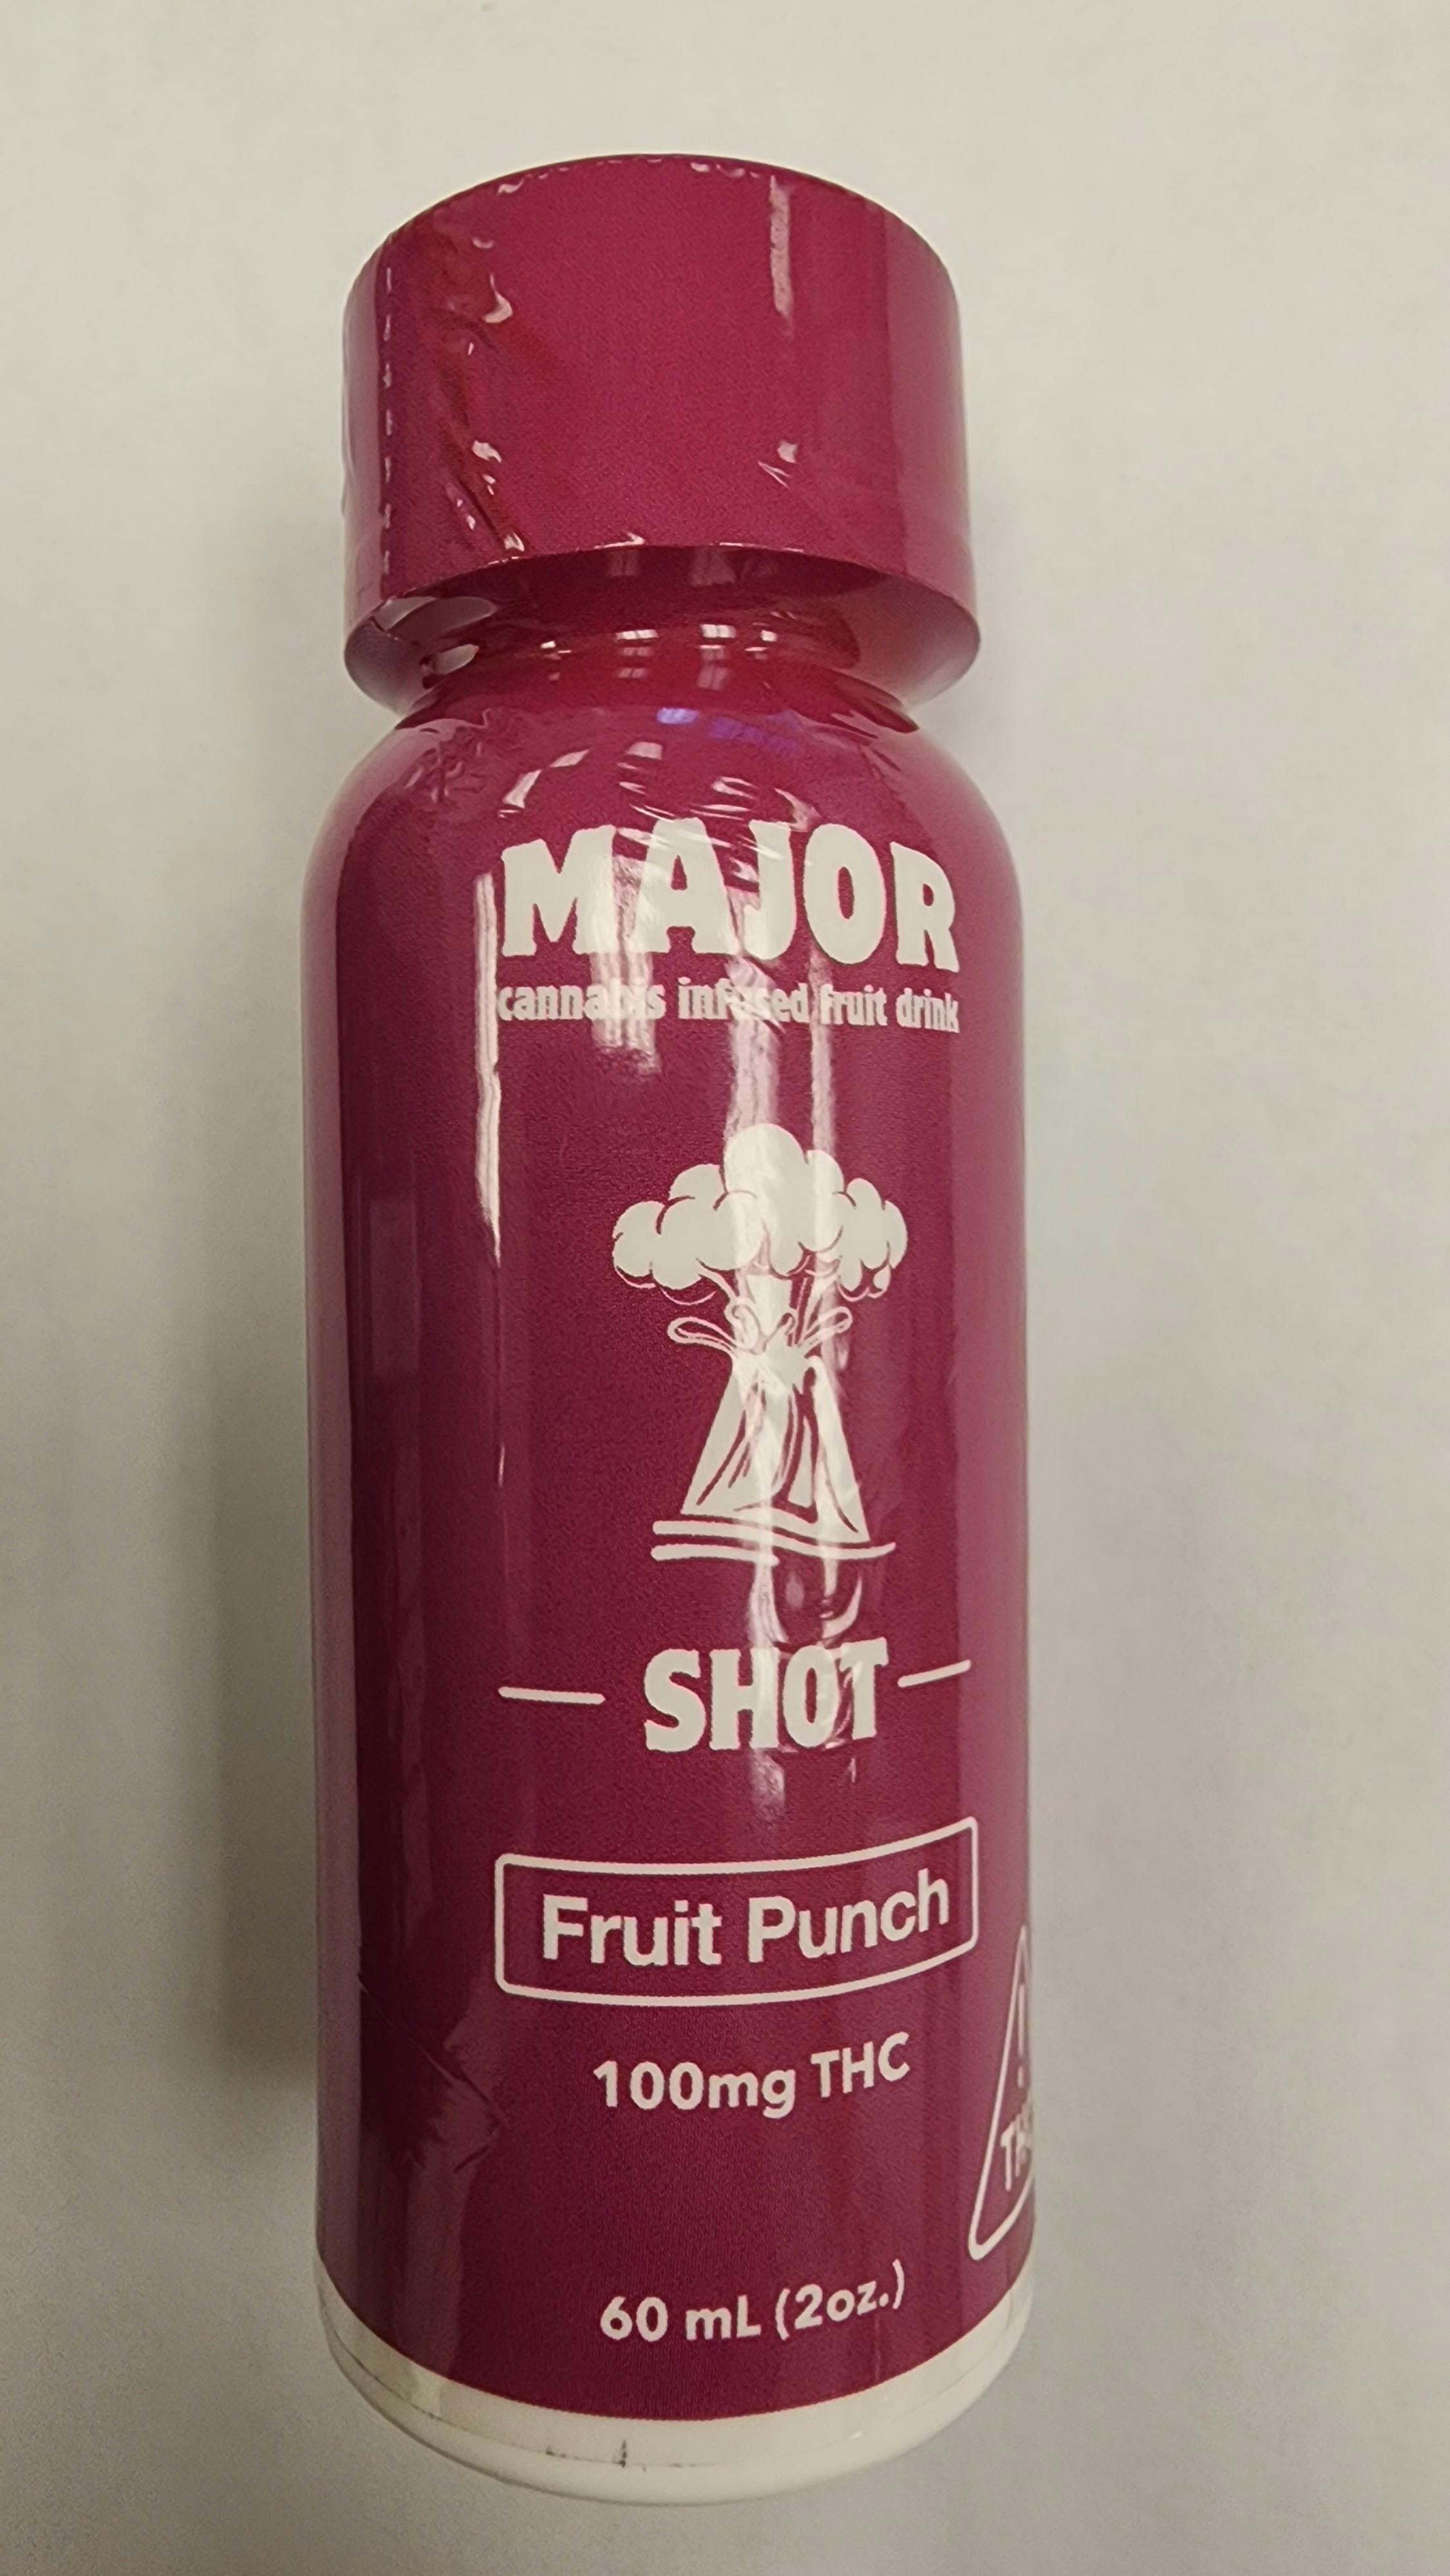 MAJOR
cannabis infused fruit drink
SHOT
Fruit Punch
100mg THC
60 mL (2oz.)